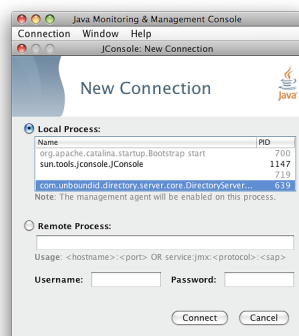 Java Monitoring & Management Console
Connection Window Help
JConsole: New Connection
New Connection
Java
Local Process:
Name PID
org.apache.catalina.startup.Bootstrap start 700
sun.tools.jconsole.JConsole 1147
719
com.unboundid.directory.server.core.DirectoryServer... 639
Note: The management agent will be enabled on this process.
Remote Process:
Usage: <hostname>:<port> OR service:jmx:<protocol>:<sap>
Username: Password:
Connect Cancel